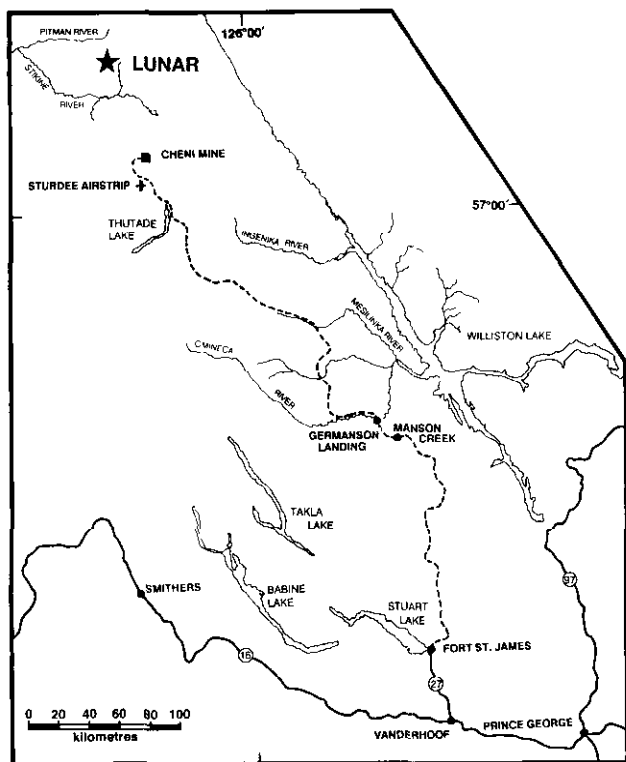 126°00'
PITMAN RIVER
LUNAR
STIKINE
RIVER
CHENI MINE
STURDEE AIRSTRIP
57°00'
THUTADE
LAKE
INGENIKA RIVER
MESILINKA RIVER
WILLISTON LAKE
OMINECA
RIVER
GERMANSON
LANDING
MANSON
CREEK
TAKLA
LAKE
SMITHERS
BABINE
LAKE
STUART
LAKE
97
FORT ST. JAMES
16
27
VANDERHOOF
PRINCE GEORGE
0 20 40 60 80 100
kilometres